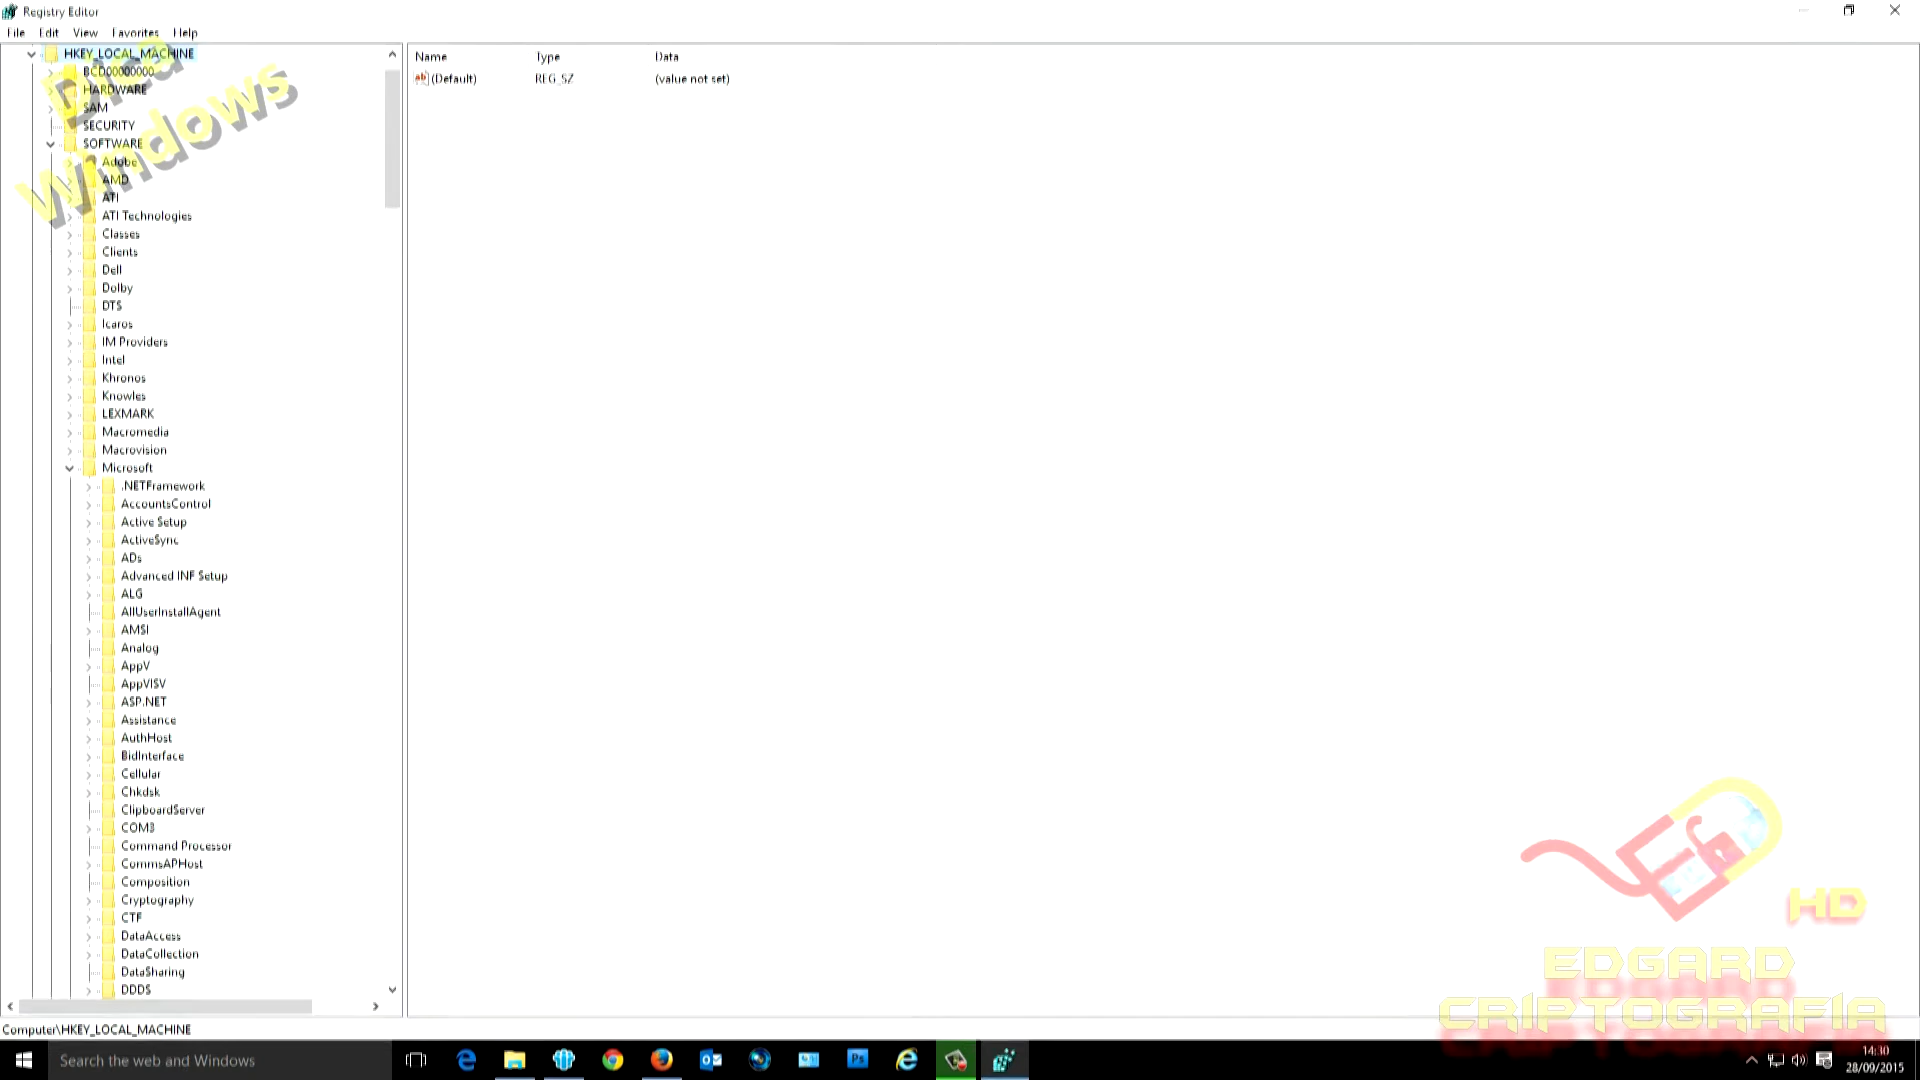 Registry Editor
File Edit View Favorites Help
HKEY_LOCAL_MACHINE
BCD00000000
HARDWARE
SAM
SECURITY
SOFTWARE
Adobe
AMD
ATI
ATI Technologies
Classes
Clients
Dell
Dolby
DTS
Icaros
IM Providers
Intel
Khronos
Knowles
LEXMARK
Macromedia
Macrovision
Microsoft
.NETFramework
AccountsControl
Active Setup
ActiveSync
ADs
Advanced INF Setup
ALG
AllUserInstallAgent
AMSI
Analog
AppV
AppVISV
ASP.NET
Assistance
AuthHost
BidInterface
Cellular
Chkdsk
ClipboardServer
COM3
Command Processor
CommsAPHost
Composition
Cryptography
CTF
DataAccess
DataCollection
DataSharing
DDDS
Dica
Windows
Name Type Data
ab (Default) REG_SZ (value not set)
HD
EDGARD
CRIPTOGRAFIA
Computer\HKEY_LOCAL_MACHINE
Search the web and Windows
Ps
14:30
28/09/2015